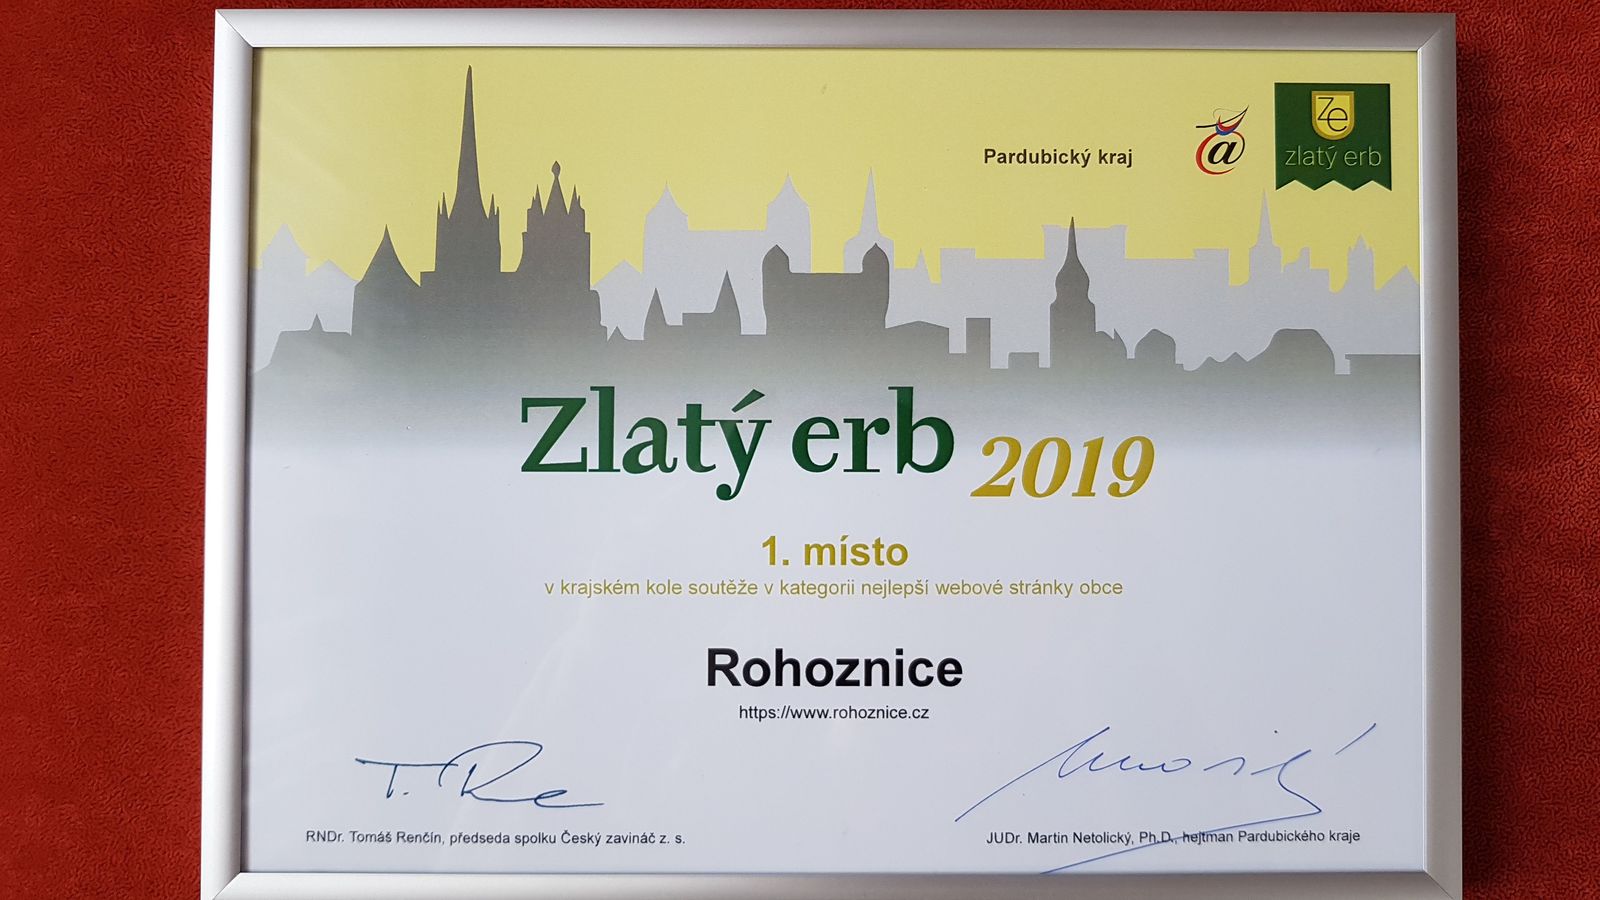 Pardubický kraj
@
Ze
zlatý erb
Zlatý erb 2019
1. místo
v krajském kole soutěže v kategorii nejlepší webové stránky obce
Rohoznice
https://www.rohoznice.cz
T. Re
RNDr. Tomáš Renčín, předseda spolku Český zavináč z. s.
JUDr. Martin Netolický, Ph.D., hejtman Pardubického kraje